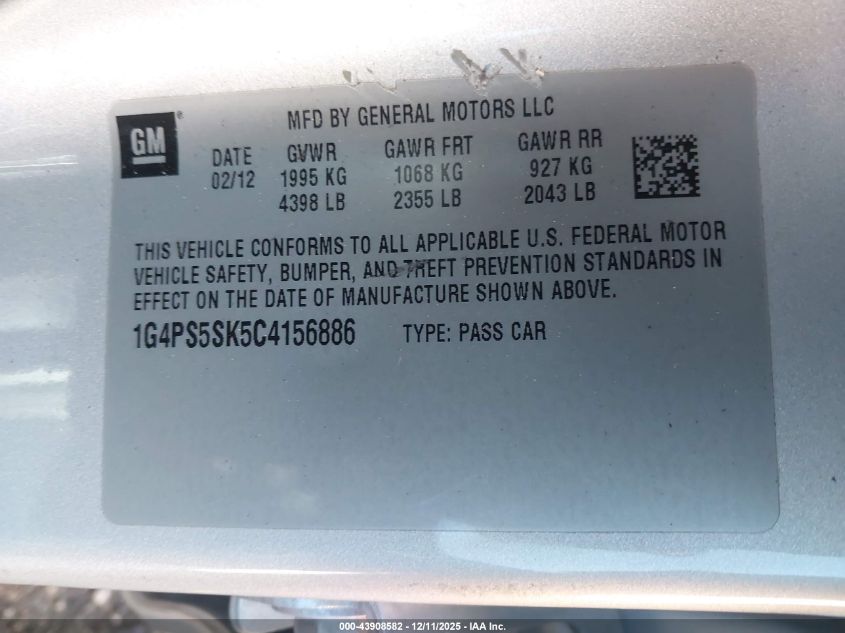 GM®
MFD BY GENERAL MOTORS LLC
DATE GVWR GAWR FRT GAWR RR
02/12 1995 KG 1068 KG 927 KG
4398 LB 2355 LB 2043 LB
THIS VEHICLE CONFORMS TO ALL APPLICABLE U.S. FEDERAL MOTOR
VEHICLE SAFETY, BUMPER, AND THEFT PREVENTION STANDARDS IN
EFFECT ON THE DATE OF MANUFACTURE SHOWN ABOVE.
1G4PS5SK5C4156886 TYPE: PASS CAR
000-43908582 - 12/11/2025 - IAA Inc.